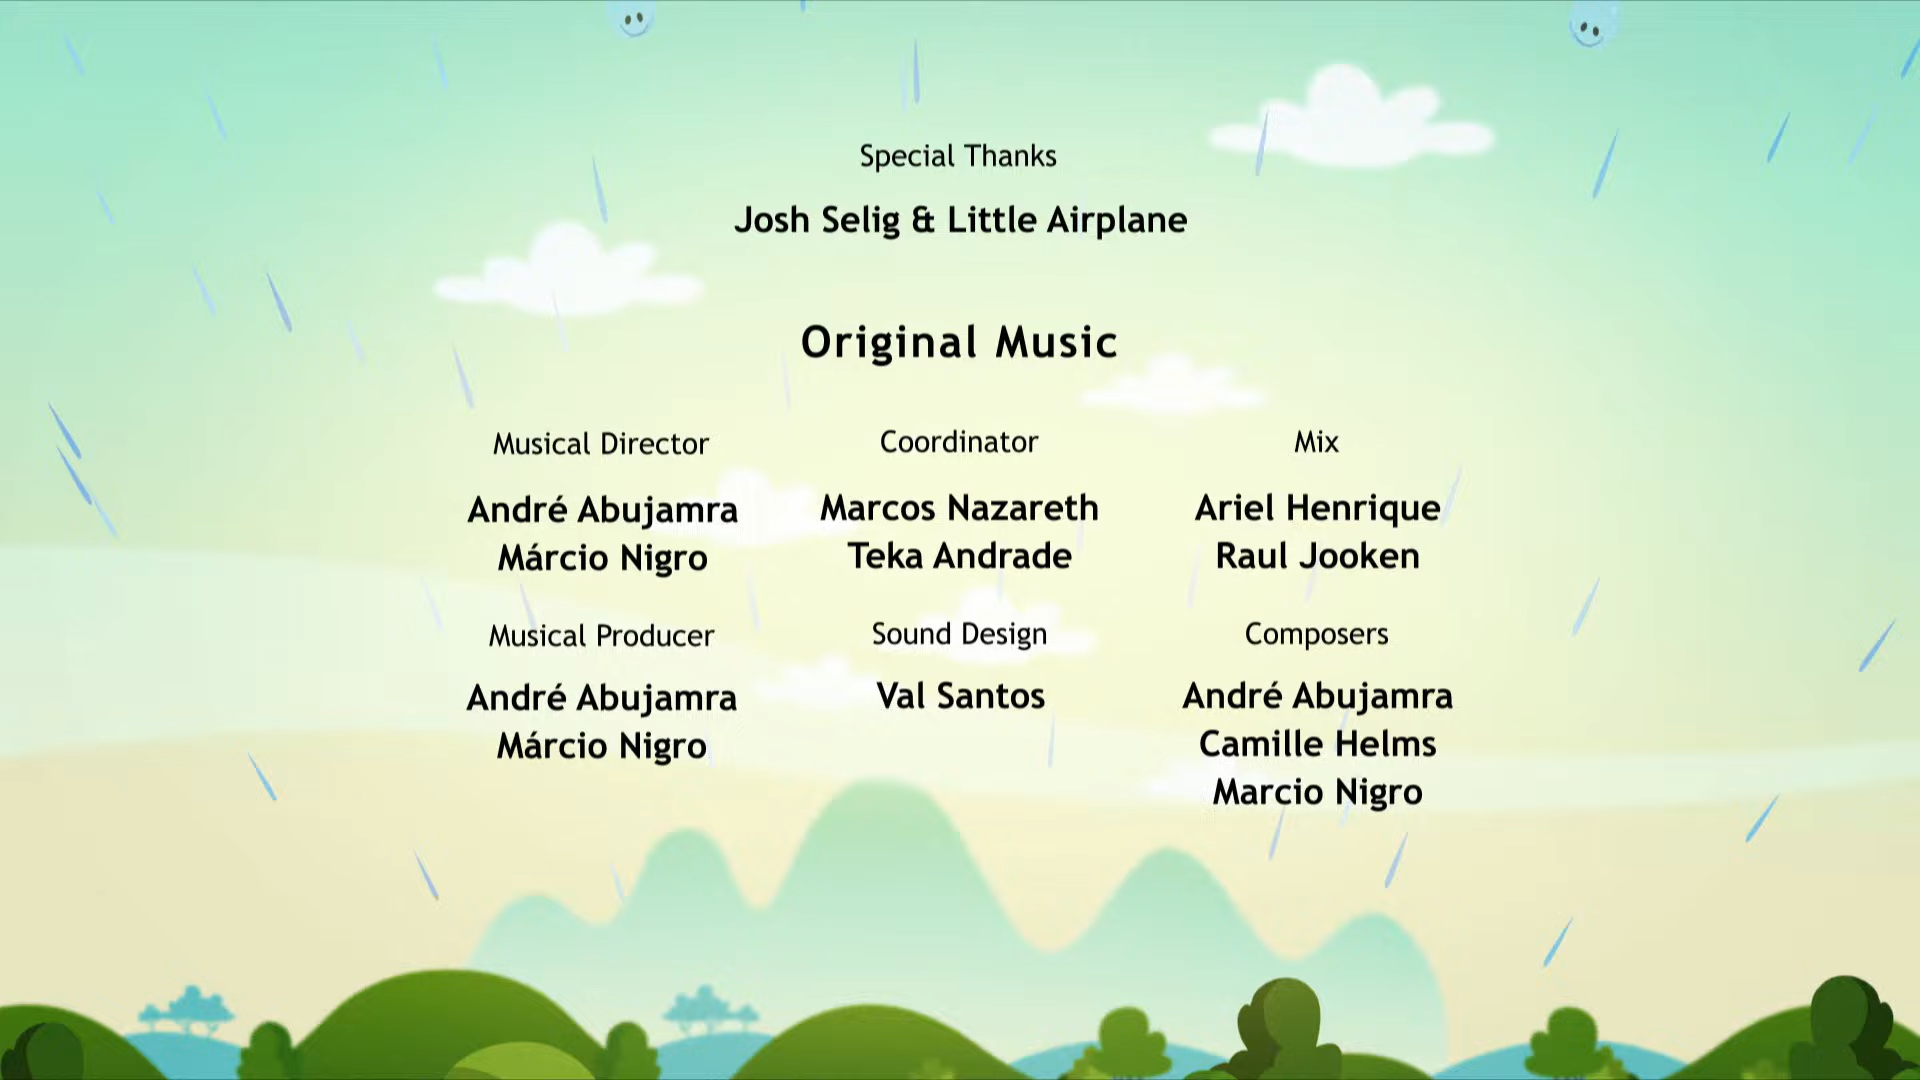 Special Thanks
Josh Selig & Little Airplane
Original Music
Musical Director
André Abujamra
Márcio Nigro
Coordinator
Marcos Nazareth
Teka Andrade
Mix
Ariel Henrique
Raul Jooken
Musical Producer
André Abujamra
Márcio Nigro
Sound Design
Val Santos
Composers
André Abujamra
Camille Helms
Marcio Nigro